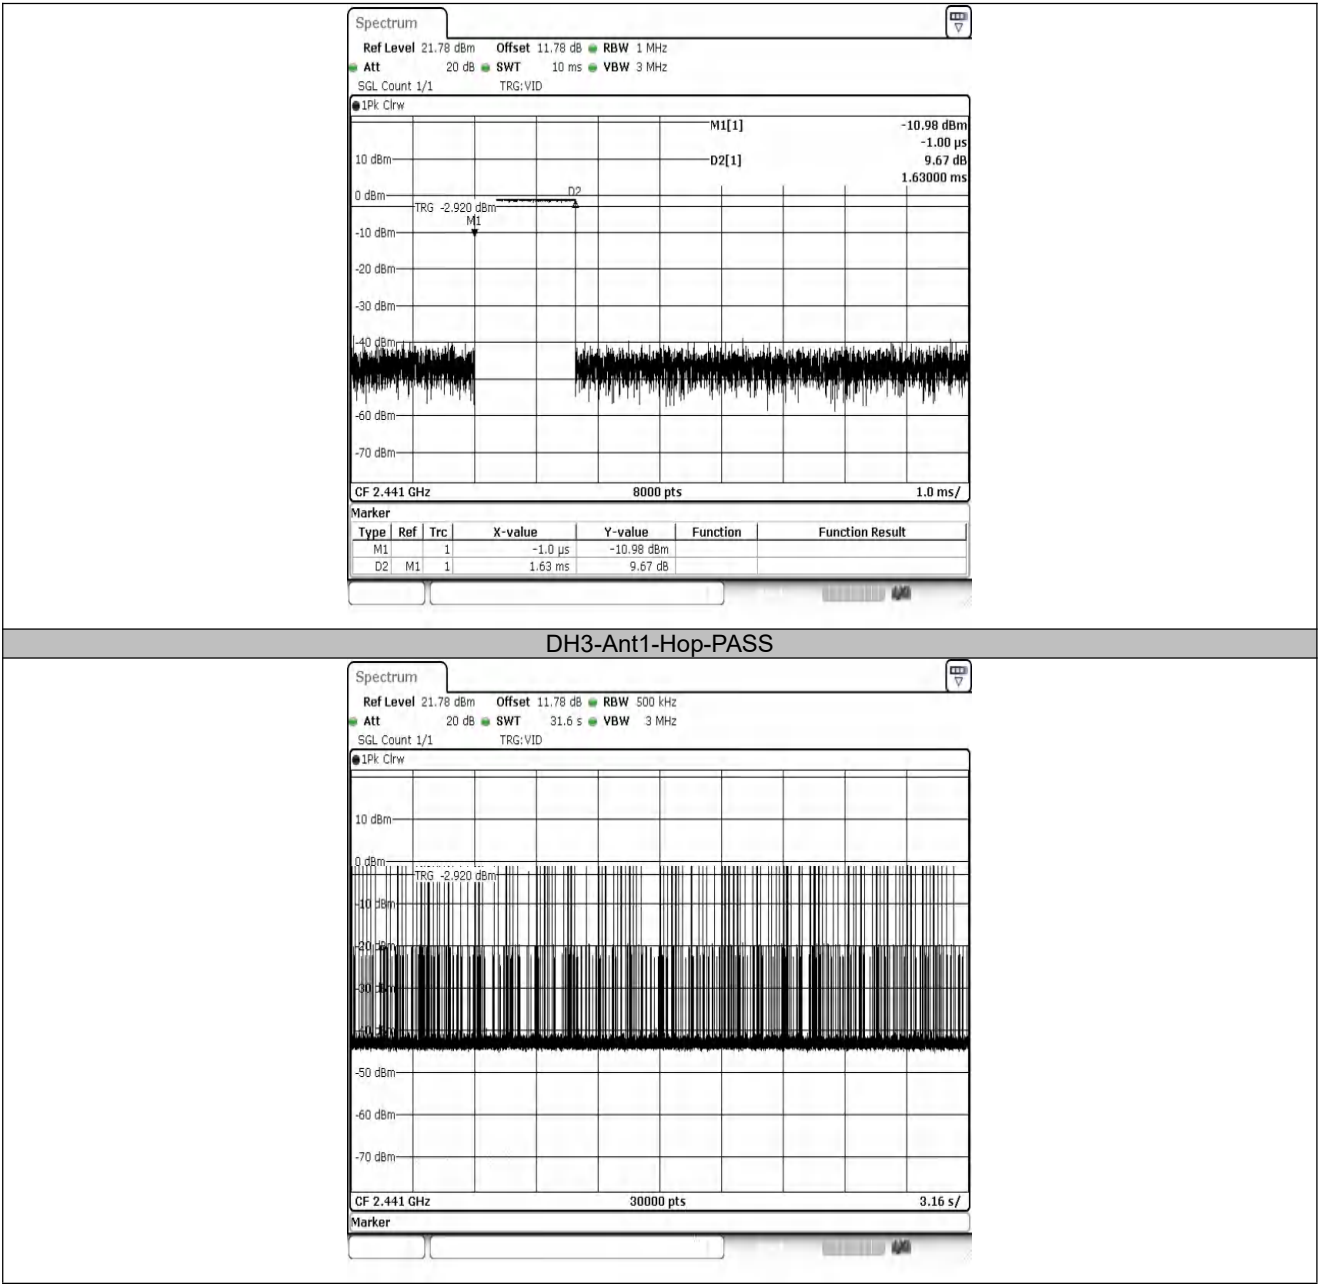 Spectrum
Ref Level 21.78 dBm Offset 11.78 dB RBW 1 MHz
Att 20 dB SWT 10 ms VBW 3 MHz
SGL Count 1/1 TRG:VID
1Pk Clrw
M1[1] -10.98 dBm
-1.00 µs
10 dBm D2[1] 9.67 dB
1.63000 ms
0 dBm D2
TRG -2.920 dBm
M1
-10 dBm
-20 dBm
-30 dBm
-40 dBm
-60 dBm
-70 dBm
CF 2.441 GHz 8000 pts 1.0 ms/
Marker
Type Ref Trc X-value Y-value Function Function Result
M1 1 -1.0 µs -10.98 dBm
D2 M1 1 1.63 ms 9.67 dB
DH3-Ant1-Hop-PASS
Spectrum
Ref Level 21.78 dBm Offset 11.78 dB RBW 500 kHz
Att 20 dB SWT 31.6 s VBW 3 MHz
SGL Count 1/1 TRG:VID
1Pk Clrw
10 dBm
0 dBm
TRG -2.920 dBm
-10 dBm
-20 dBm
-30 dBm
-50 dBm
-60 dBm
-70 dBm
CF 2.441 GHz 30000 pts 3.16 s/
Marker